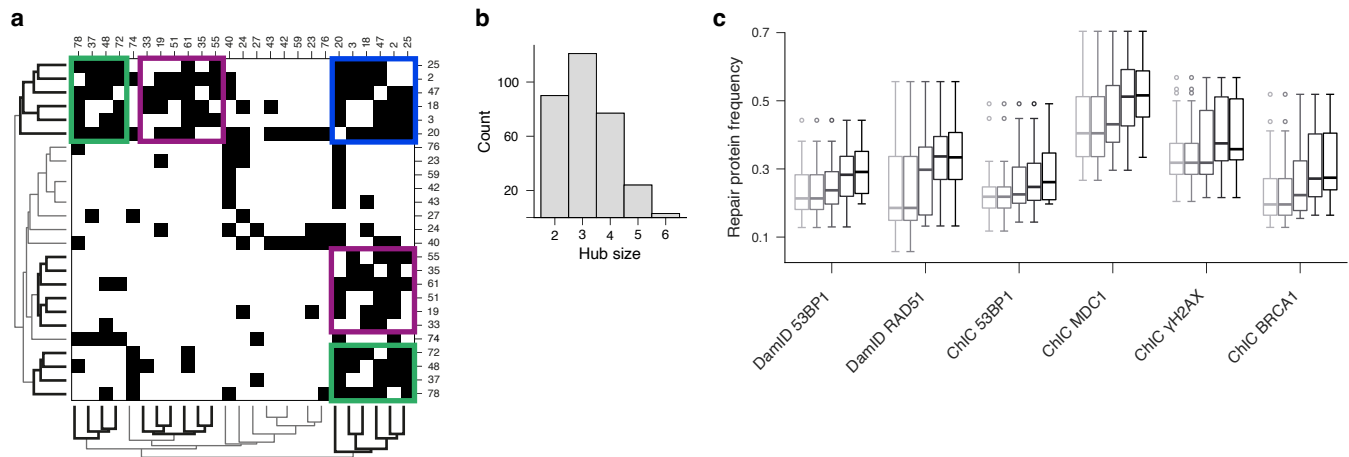 a
78 37 48 72 74 33 19 51 61 35 55 40 24 27 43 42 59 23 76 20 3 18 47 2 25
25
2
47
18
3
20
76
23
59
42
43
27
24
40
55
35
61
51
19
33
74
72
48
37
78
b
Count
100
60
20
2 3 4 5 6
Hub size
c
Repair protein frequency
0.7
0.5
0.3
0.1
DamID 53BP1
DamID RAD51
ChIC 53BP1
ChIC MDC1
ChIC γH2AX
ChIC BRCA1